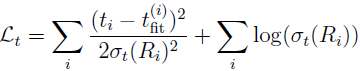 $\mathcal{L}_t = \sum_i \frac{(t_i - t_{\text{fit}}^{(i)})^2}{2\sigma_t(R_i)^2} + \sum_i \log(\sigma_t(R_i))$